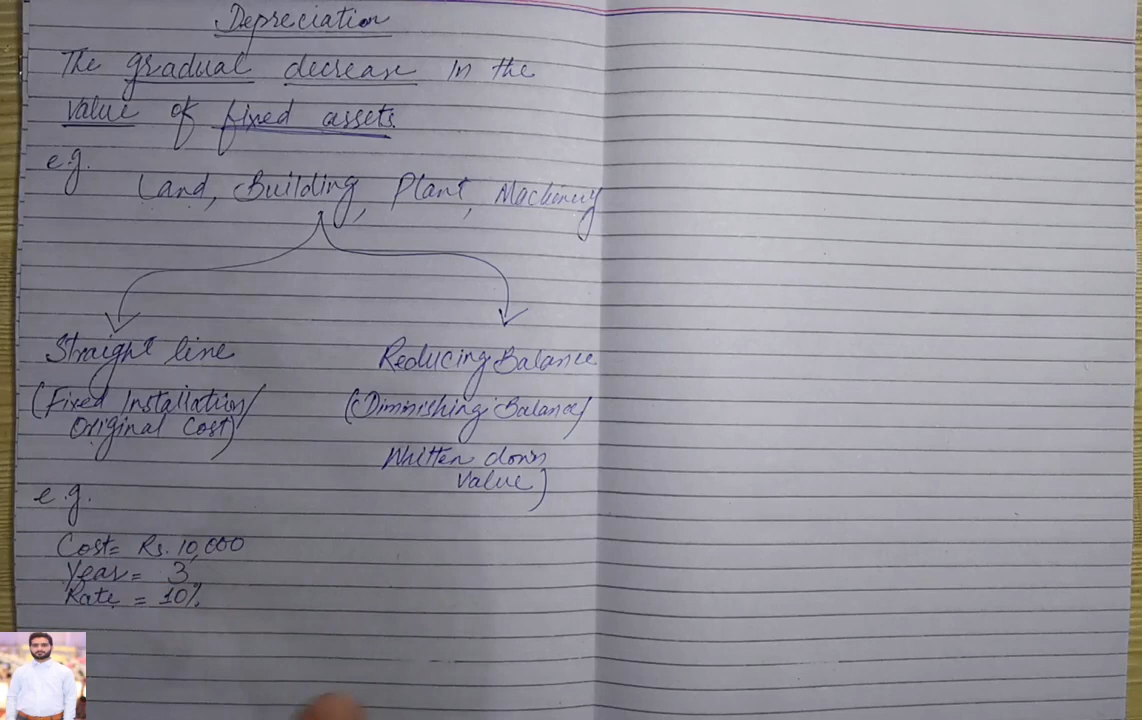 Depreciation
The gradual decrease in the
value of fixed assets.
e.g.
Land, Building, Plant, Machinery
Straight line
Reducing Balance
(Fixed Installation/
Original Cost)
(Diminishing Balance/
Written down
value)
e.g.
Cost= Rs. 10,000
Year= 3
Rate = 10%